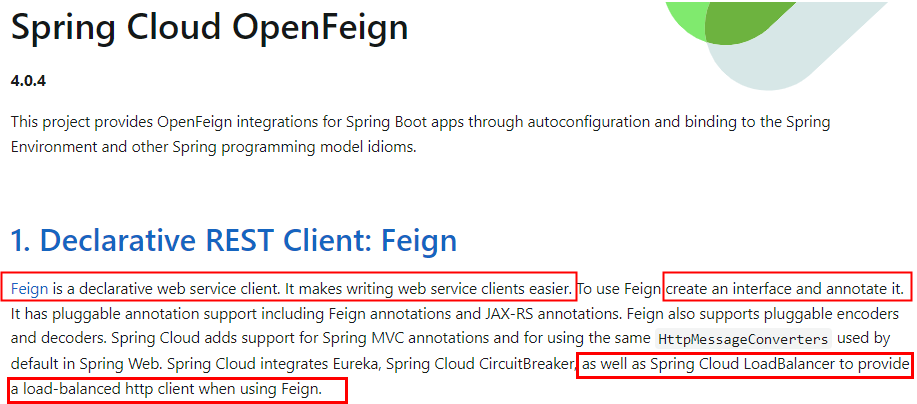 Spring Cloud OpenFeign
4.0.4
This project provides OpenFeign integrations for Spring Boot apps through autoconfiguration and binding to the Spring
Environment and other Spring programming model idioms.
1. Declarative REST Client: Feign
Feign is a declarative web service client. It makes writing web service clients easier. To use Feign create an interface and annotate it.
It has pluggable annotation support including Feign annotations and JAX-RS annotations. Feign also supports pluggable encoders
and decoders. Spring Cloud adds support for Spring MVC annotations and for using the same HttpMessageConverters used by
default in Spring Web. Spring Cloud integrates Eureka, Spring Cloud CircuitBreaker, as well as Spring Cloud LoadBalancer to provide
a load-balanced http client when using Feign.